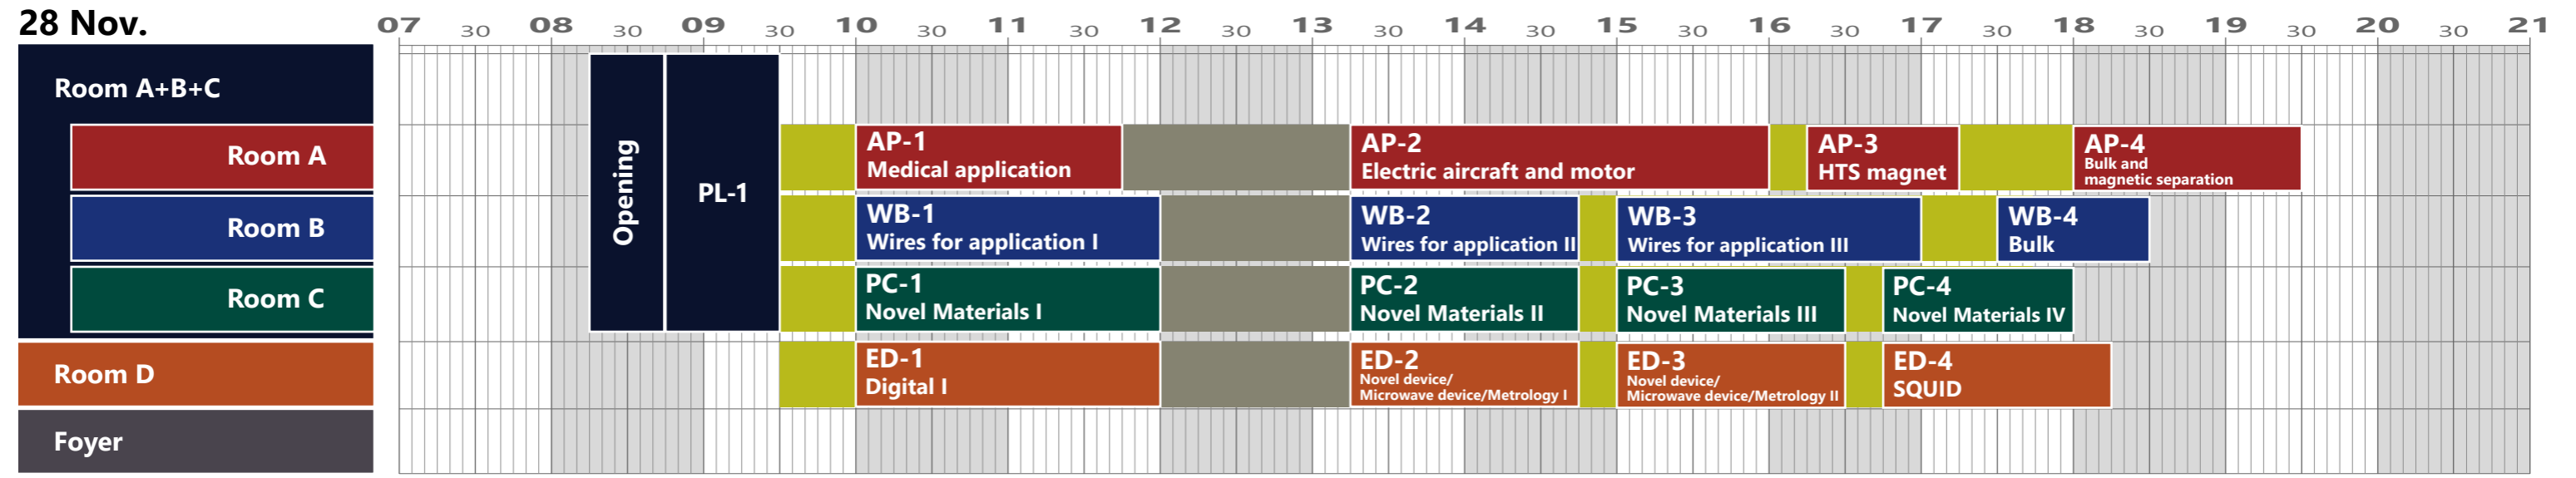 28 Nov.
07 30 08 30 09 30 10 30 11 30 12 30 13 30 14 30 15 30 16 30 17 30 18 30 19 30 20 30 21
Room A+B+C
Opening
PL-1
Room A
AP-1
Medical application
AP-2
Electric aircraft and motor
AP-3
HTS magnet
AP-4
Bulk and
magnetic separation
Room B
WB-1
Wires for application I
WB-2
Wires for application II
WB-3
Wires for application III
WB-4
Bulk
Room C
PC-1
Novel Materials I
PC-2
Novel Materials II
PC-3
Novel Materials III
PC-4
Novel Materials IV
Room D
ED-1
Digital I
ED-2
Novel device/
Microwave device/Metrology I
ED-3
Novel device/
Microwave device/Metrology II
ED-4
SQUID
Foyer